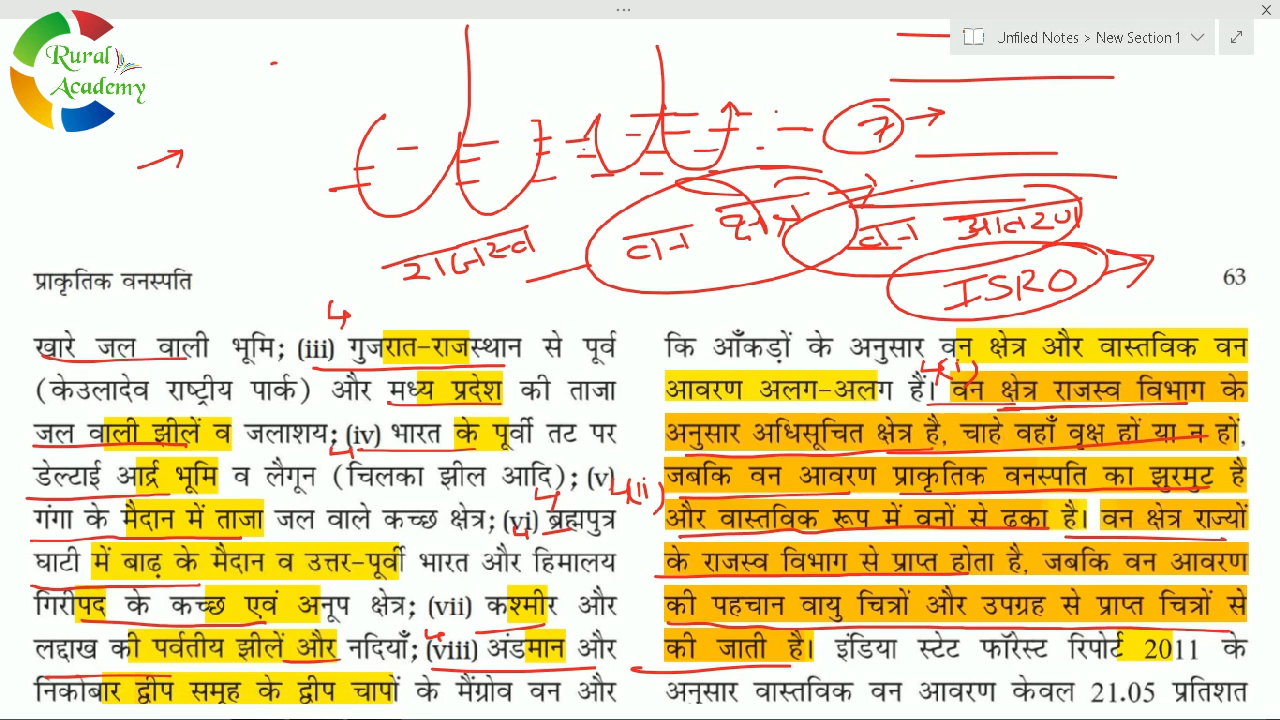 Rural
Academy
Unfiled Notes > New Section 1
7
राजस्व
वन क्षेत्र
वन आवरण
ISRO
प्राकृतिक वनस्पति
63
खारे जल वाली भूमि; (iii) गुजरात-राजस्थान से पूर्व
(केउलादेव राष्ट्रीय पार्क) और मध्य प्रदेश की ताजा
जल वाली झीलें व जलाशय; (iv) भारत के पूर्वी तट पर
डेल्टाई आर्द्र भूमि व लैगून (चिलका झील आदि); (v)
गंगा के मैदान में ताजा जल वाले कच्छ क्षेत्र; (vi) ब्रह्मपुत्र
घाटी में बाढ़ के मैदान व उत्तर-पूर्वी भारत और हिमालय
गिरीपद के कच्छ एवं अनूप क्षेत्र; (vii) कश्मीर और
लद्दाख की पर्वतीय झीलें और नदियाँ; (viii) अंडमान और
निकोबार द्वीप समूह के द्वीप चापों के मैंग्रोव वन और
कि आँकड़ों के अनुसार वन क्षेत्र और वास्तविक वन
(i)
आवरण अलग-अलग हैं। वन क्षेत्र राजस्व विभाग के
अनुसार अधिसूचित क्षेत्र है, चाहे वहाँ वृक्ष हों या न हों,
(ii)
जबकि वन आवरण प्राकृतिक वनस्पति का झुरमुट है
और वास्तविक रूप में वनों से ढका है। वन क्षेत्र राज्यों
के राजस्व विभाग से प्राप्त होता है, जबकि वन आवरण
की पहचान वायु चित्रों और उपग्रह से प्राप्त चित्रों से
की जाती है। इंडिया स्टेट फॉरेस्ट रिपोर्ट 2011 के
अनुसार वास्तविक वन आवरण केवल 21.05 प्रतिशत